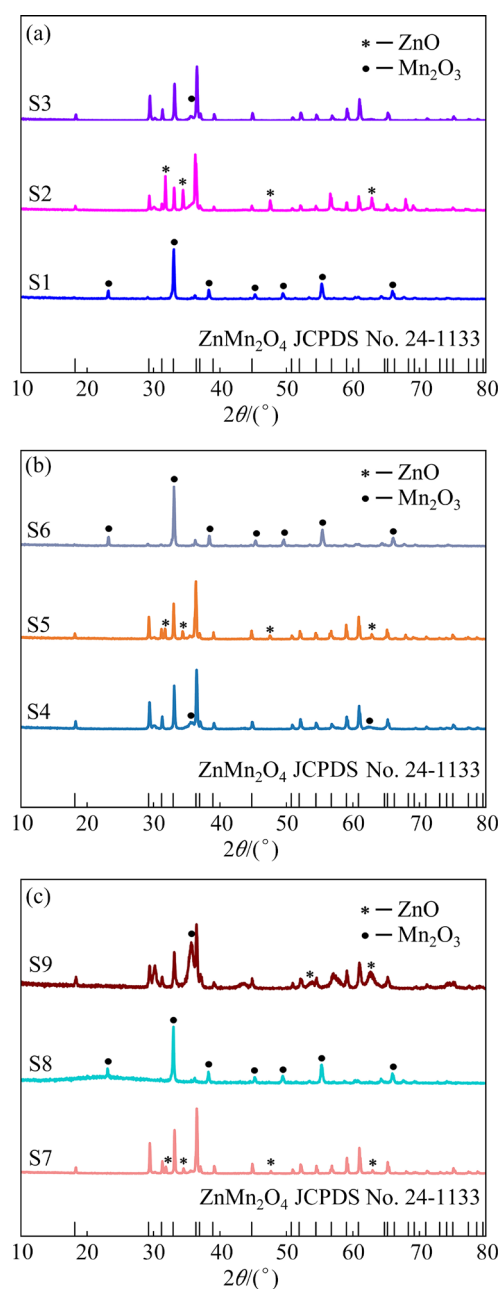 (a)
* — ZnO
• — Mn₂O₃
S3
S2
* * * *
S1
• • • • • • •
ZnMn₂O₄ JCPDS No. 24-1133
10 20 30 40 50 60 70 80
2θ/(°)
(b)
* — ZnO
• — Mn₂O₃
S6
S5
S4
ZnMn₂O₄ JCPDS No. 24-1133
10 20 30 40 50 60 70 80
2θ/(°)
(c)
* — ZnO
• — Mn₂O₃
S9
S8
S7
ZnMn₂O₄ JCPDS No. 24-1133
10 20 30 40 50 60 70 80
2θ/(°)